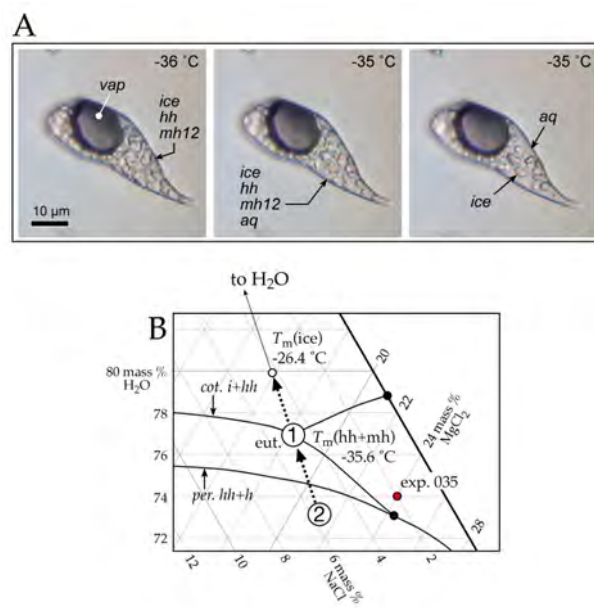 A
-36 ˚C
-35 ˚C
-35 ˚C
vap
ice
hh
mh12
10 µm
ice
hh
mh12
aq
aq
ice
to H₂O
B
Tₘ(ice)
-26.4 ˚C
80 mass %
H₂O
cot. i+hh
78
76
74
72
eut.
1
2
Tₘ(hh+mh)
-35.6 ˚C
per. hh+h
exp. 035
20
22
24 mass %
MgCl₂
28
12
10
8
6 mass %
NaCl
4
2